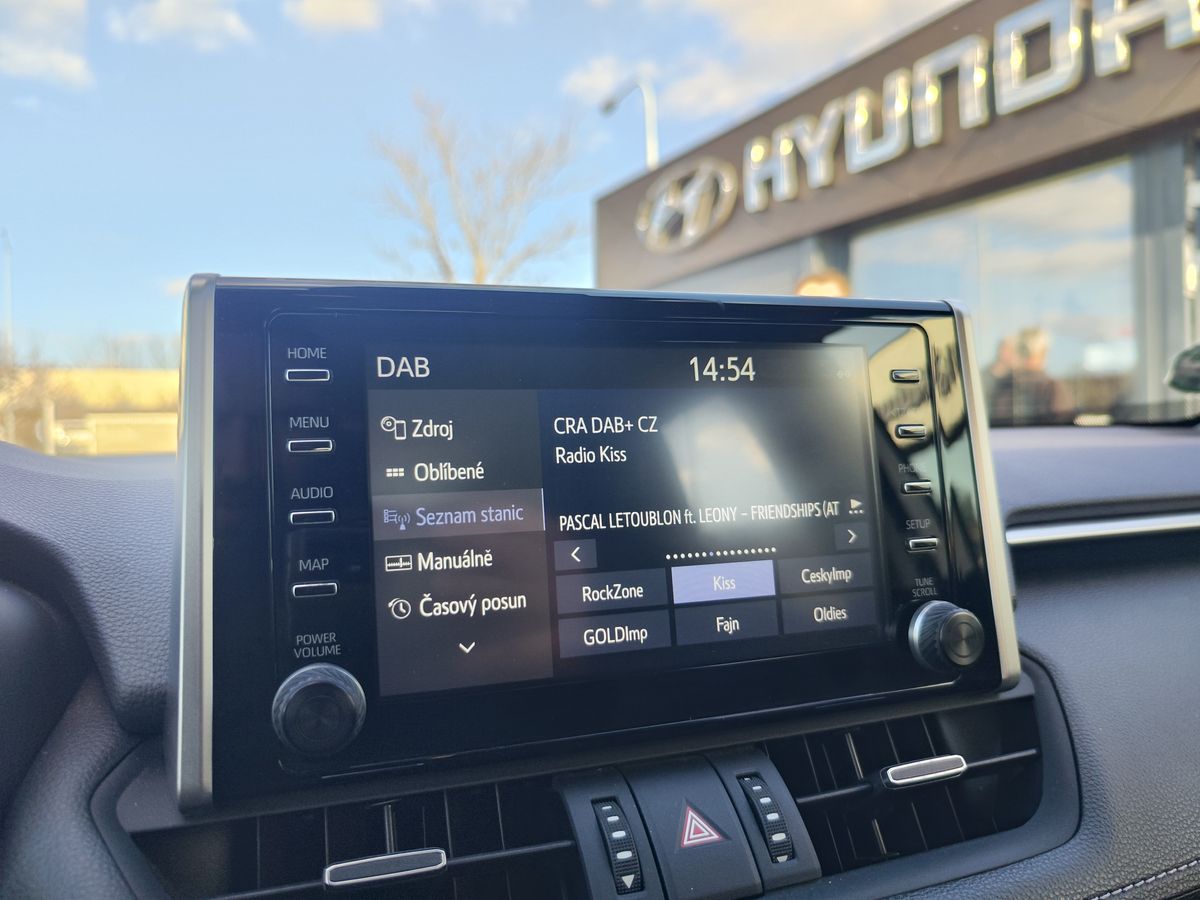 HYUNDA
HOME
MENU
AUDIO
MAP
POWER
VOLUME
DAB
14:54
Zdroj
Oblíbené
Seznam stanic
Manuálně
Časový posun
CRA DAB+ CZ
Radio Kiss
PASCAL LETOUBLON ft. LEONY - FRIENDSHIPS (AT
RockZone
Kiss
CeskyImp
GOLDImp
Fajn
Oldies
PHONE
SETUP
TUNE
SCROLL